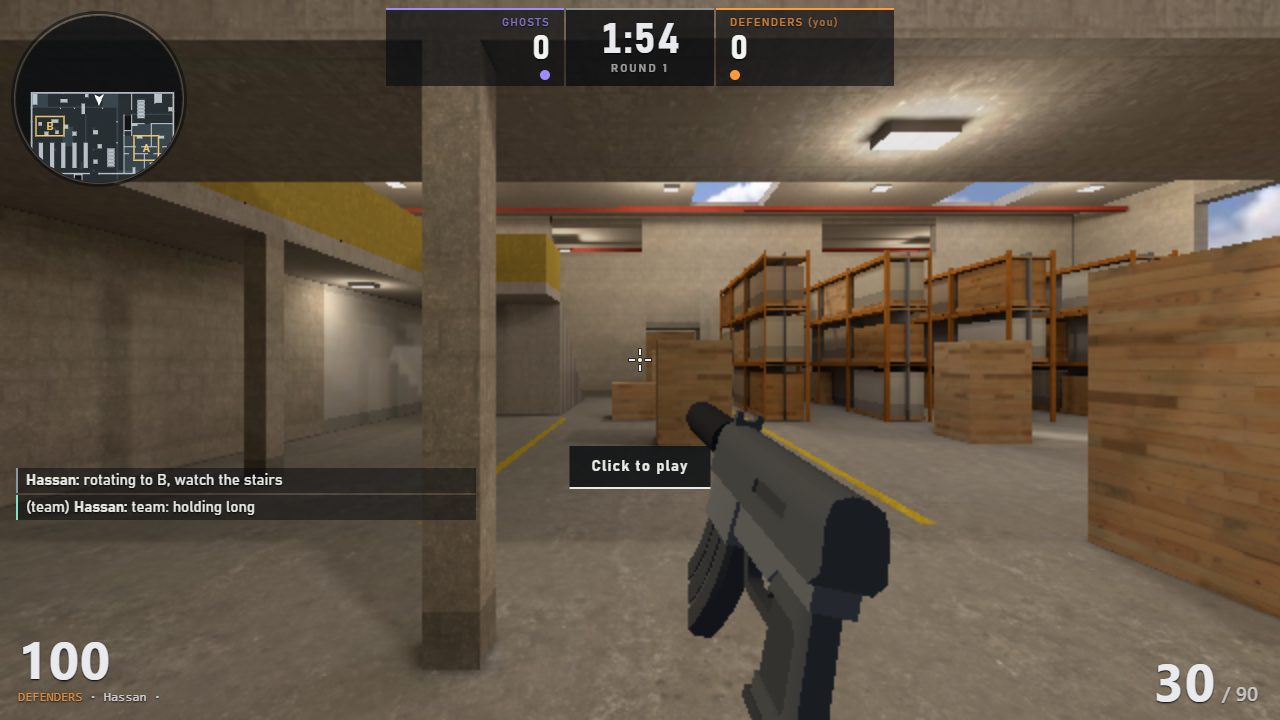 GHOSTS
0
1:54
ROUND 1
DEFENDERS (you)
0
B
A
Click to play
Hassan: rotating to B, watch the stairs
(team) Hassan: team: holding long
100
DEFENDERS · Hassan ·
30 / 90